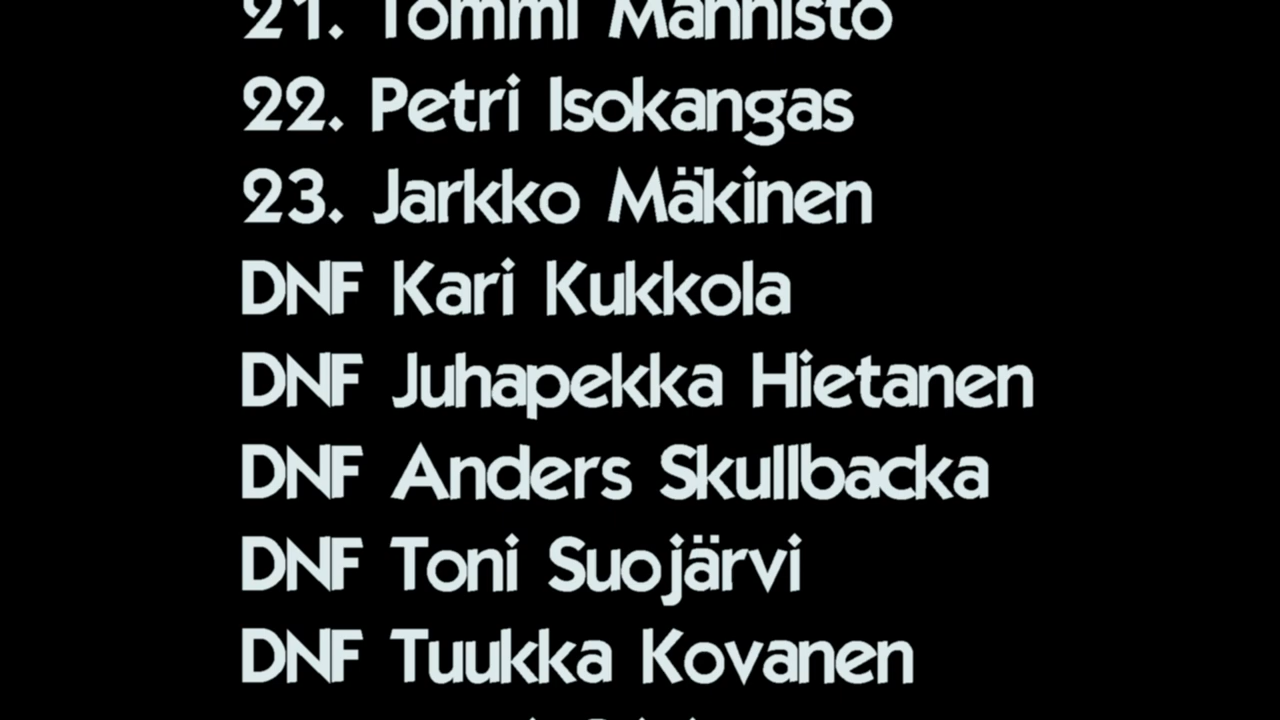 21. Tommi Männistö
22. Petri Isokangas
23. Jarkko Mäkinen
DNF Kari Kukkola
DNF Juhapekka Hietanen
DNF Anders Skullbacka
DNF Toni Suojärvi
DNF Tuukka Kovanen